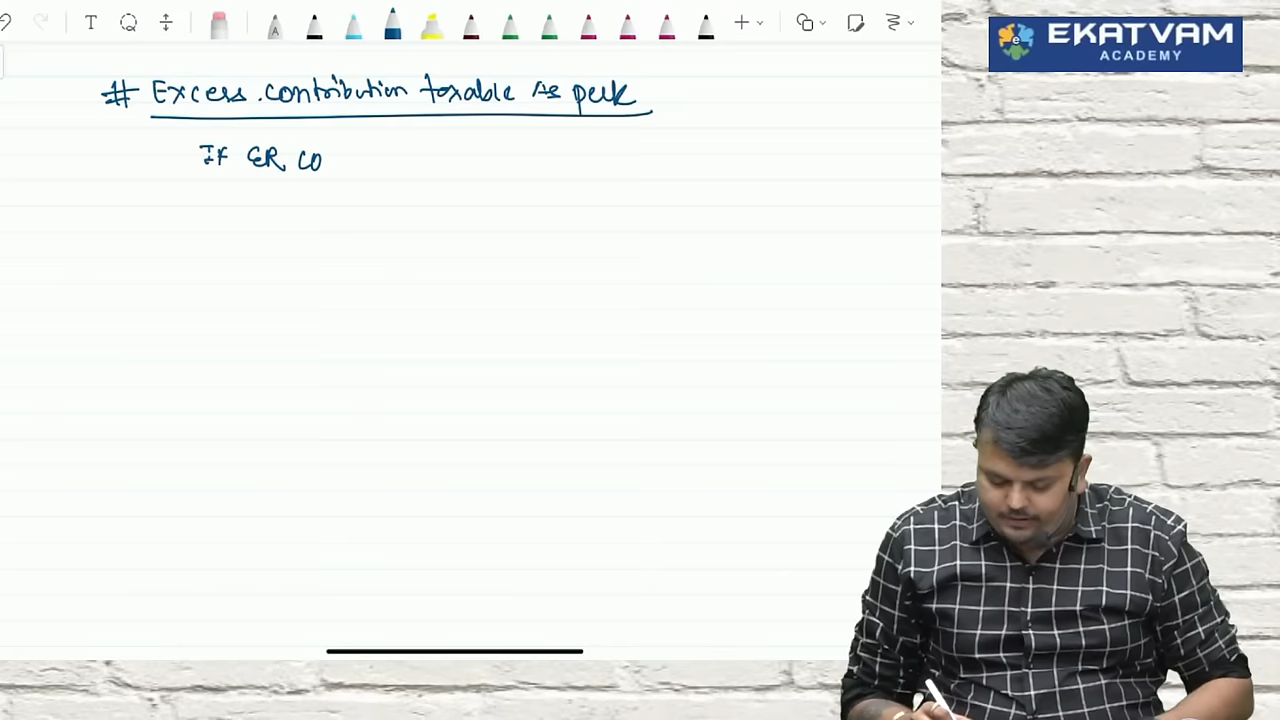 EKATVAM
ACADEMY
# Excess contribution taxable As perk
If ER CO